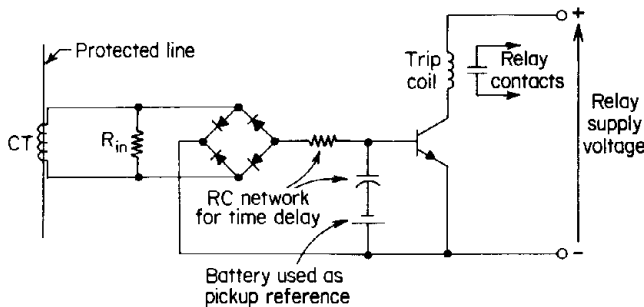 Protected line
CT
R_in
Trip
coil
Relay
contacts
+
Relay
supply
voltage
RC network
for time delay
Battery used as
pickup reference
-